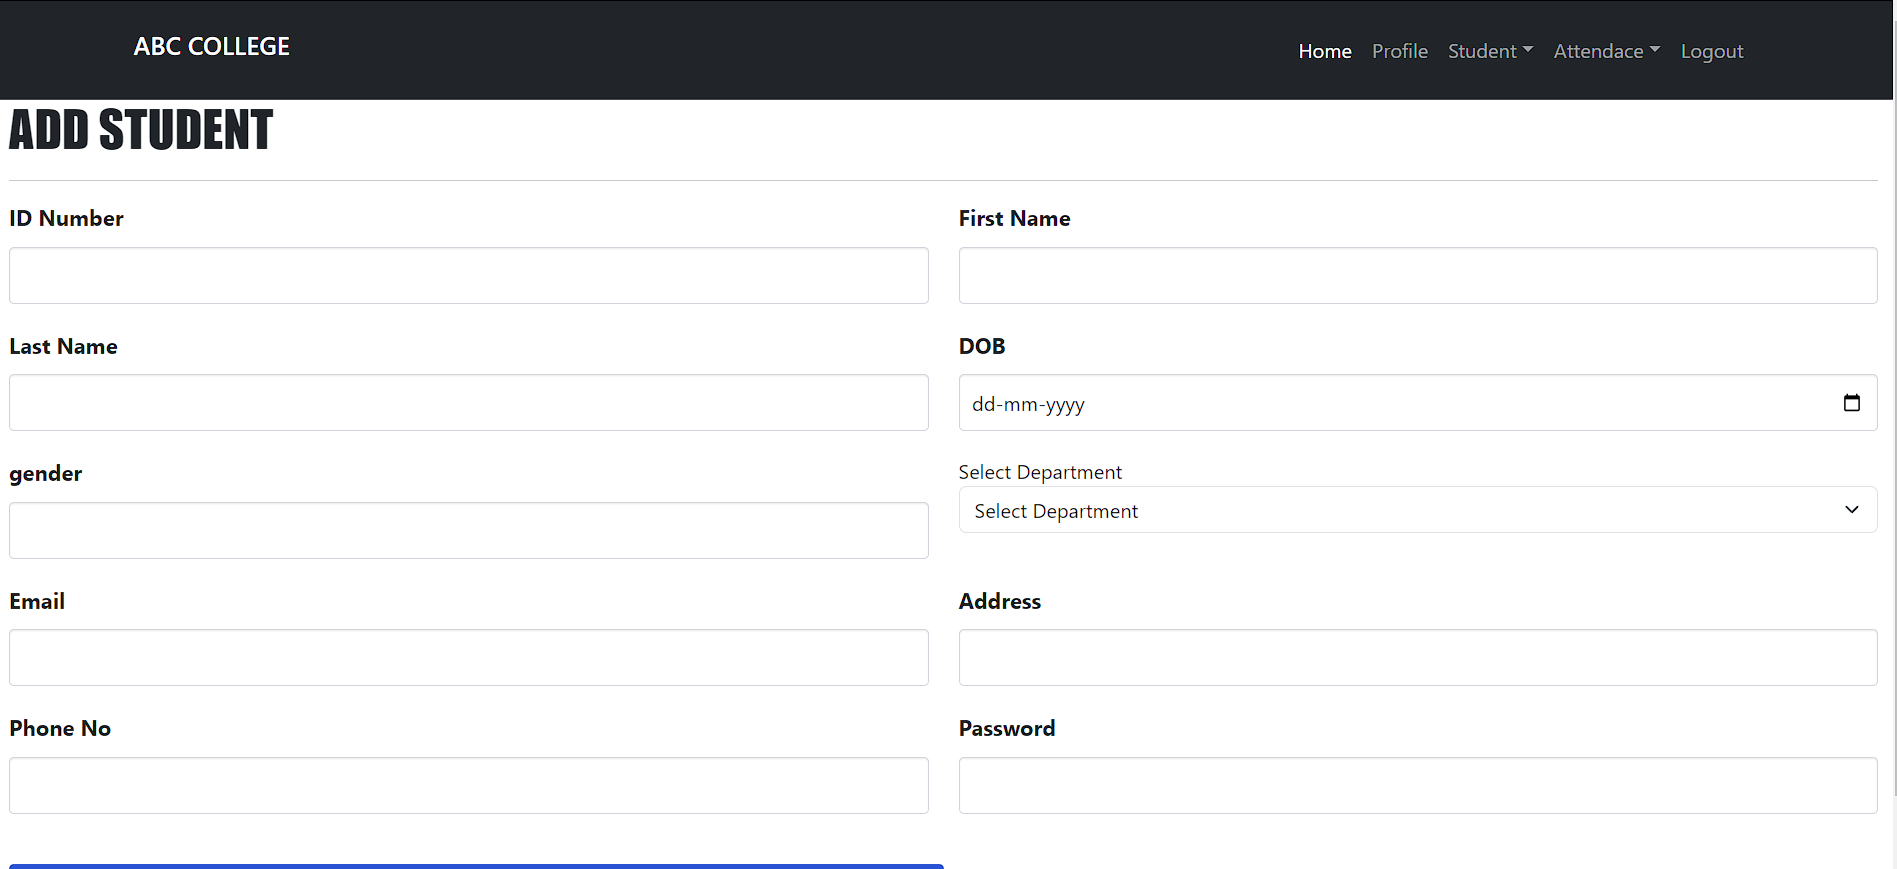 ABC COLLEGE
Home Profile Student Attendace Logout
ADD STUDENT
ID Number
First Name
Last Name
DOB
dd-mm-yyyy
gender
Select Department
Select Department
Email
Address
Phone No
Password